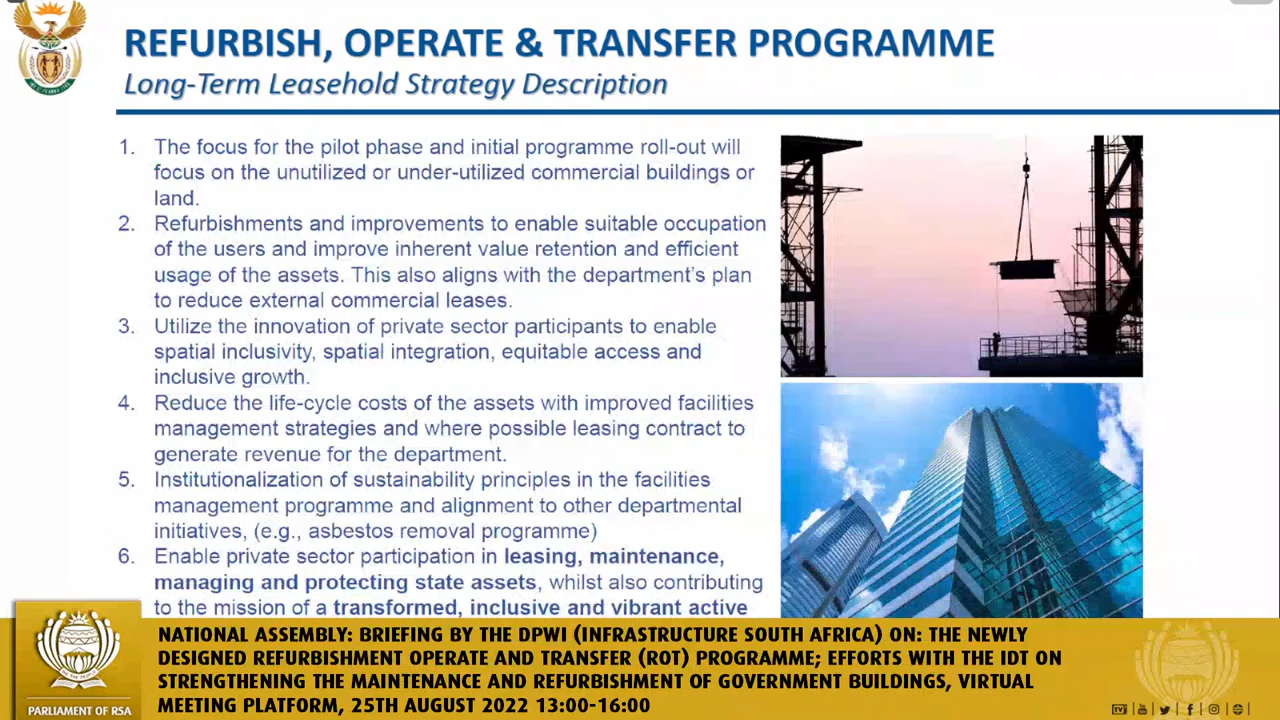 REFURBISH, OPERATE & TRANSFER PROGRAMME
Long-Term Leasehold Strategy Description
1. The focus for the pilot phase and initial programme roll-out will
focus on the unutilized or under-utilized commercial buildings or
land.
2. Refurbishments and improvements to enable suitable occupation
of the users and improve inherent value retention and efficient
usage of the assets. This also aligns with the department's plan
to reduce external commercial leases.
3. Utilize the innovation of private sector participants to enable
spatial inclusivity, spatial integration, equitable access and
inclusive growth.
4. Reduce the life-cycle costs of the assets with improved facilities
management strategies and where possible leasing contract to
generate revenue for the department.
5. Institutionalization of sustainability principles in the facilities
management programme and alignment to other departmental
initiatives, (e.g., asbestos removal programme)
6. Enable private sector participation in leasing, maintenance,
managing and protecting state assets, whilst also contributing
to the mission of a transformed, inclusive and vibrant active
NATIONAL ASSEMBLY: BRIEFING BY THE DPWI (INFRASTRUCTURE SOUTH AFRICA) ON: THE NEWLY
DESIGNED REFURBISHMENT OPERATE AND TRANSFER (ROT) PROGRAMME; EFFORTS WITH THE IDT ON
STRENGTHENING THE MAINTENANCE AND REFURBISHMENT OF GOVERNMENT BUILDINGS, VIRTUAL
MEETING PLATFORM, 25TH AUGUST 2022 13:00-16:00
PARLIAMENT OF RSA